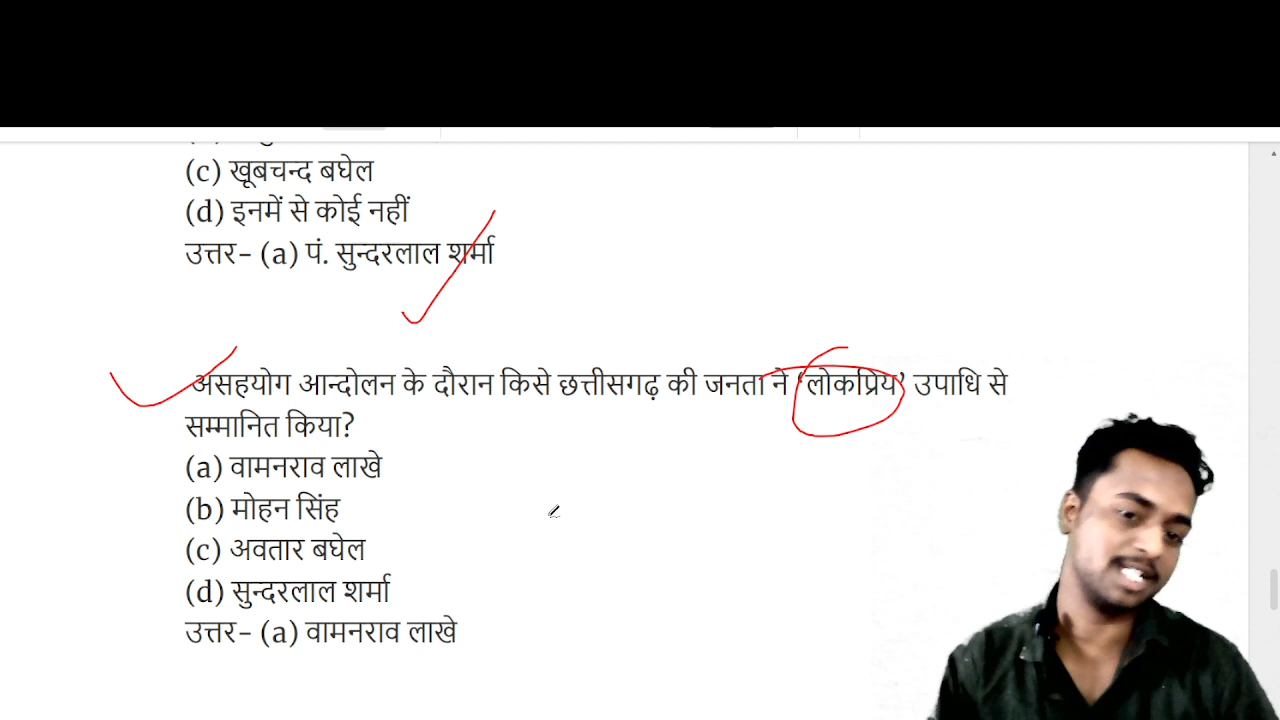 (c) खूबचन्द बघेल
(d) इनमें से कोई नहीं
उत्तर- (a) पं. सुन्दरलाल शर्मा
असहयोग आन्दोलन के दौरान किसे छत्तीसगढ़ की जनता ने ‘लोकप्रिय’ उपाधि से
सम्मानित किया?
(a) वामनराव लाखे
(b) मोहन सिंह
(c) अवतार बघेल
(d) सुन्दरलाल शर्मा
उत्तर- (a) वामनराव लाखे